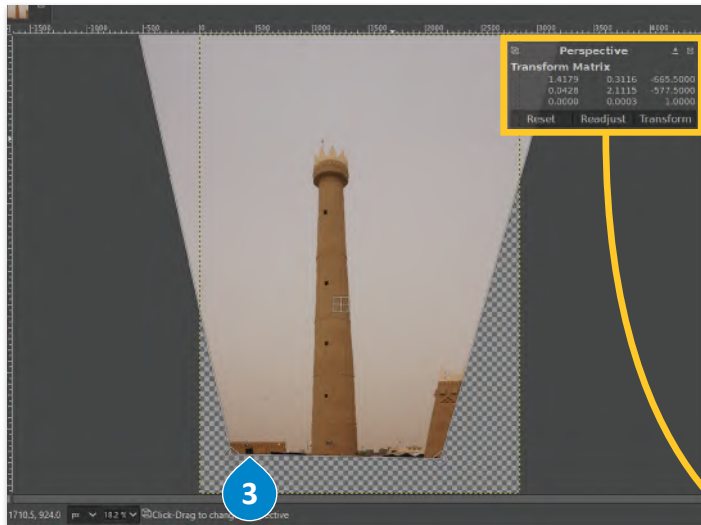 -1500 -1000 -500 0 500 1000 1500 2000 2500 3000 3500 4000
Perspective
Transform Matrix
1.4179 0.3116 -665.5000
0.0428 2.1115 -577.5000
0.0000 0.0003 1.0000
Reset Readjust Transform
3
1710.5, 924.0 px 18.2 % Click-Drag to chang ective